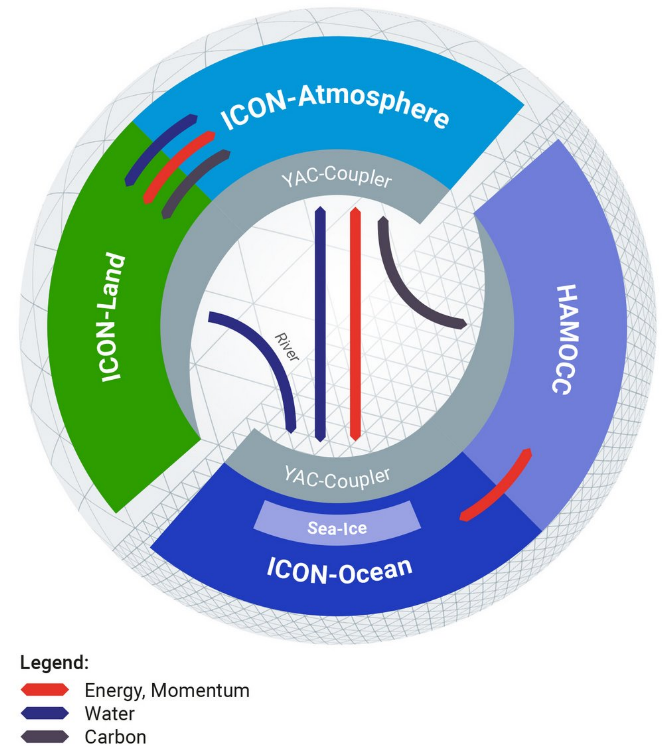 ICON-Atmosphere
YAC-Coupler
ICON-Land
HAMOCC
River
YAC-Coupler
Sea-Ice
ICON-Ocean
Legend:
Energy, Momentum
Water
Carbon